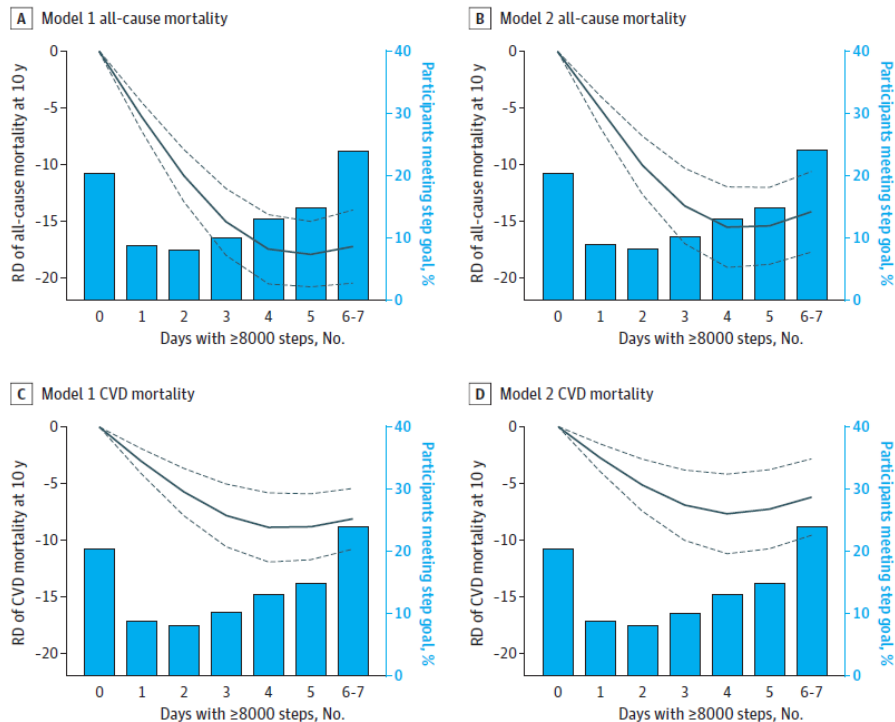 A Model 1 all-cause mortality
RD of all-cause mortality at 10 y
0
-5
-10
-15
-20
40
30
20
10
0
Participants meeting step goal, %
0 1 2 3 4 5 6-7
Days with ≥8000 steps, No.
B Model 2 all-cause mortality
RD of all-cause mortality at 10 y
0
-5
-10
-15
-20
40
30
20
10
0
Participants meeting step goal, %
0 1 2 3 4 5 6-7
Days with ≥8000 steps, No.
C Model 1 CVD mortality
RD of CVD mortality at 10 y
0
-5
-10
-15
-20
40
30
20
10
0
Participants meeting step goal, %
0 1 2 3 4 5 6-7
Days with ≥8000 steps, No.
D Model 2 CVD mortality
RD of CVD mortality at 10 y
0
-5
-10
-15
-20
40
30
20
10
0
Participants meeting step goal, %
0 1 2 3 4 5 6-7
Days with ≥8000 steps, No.